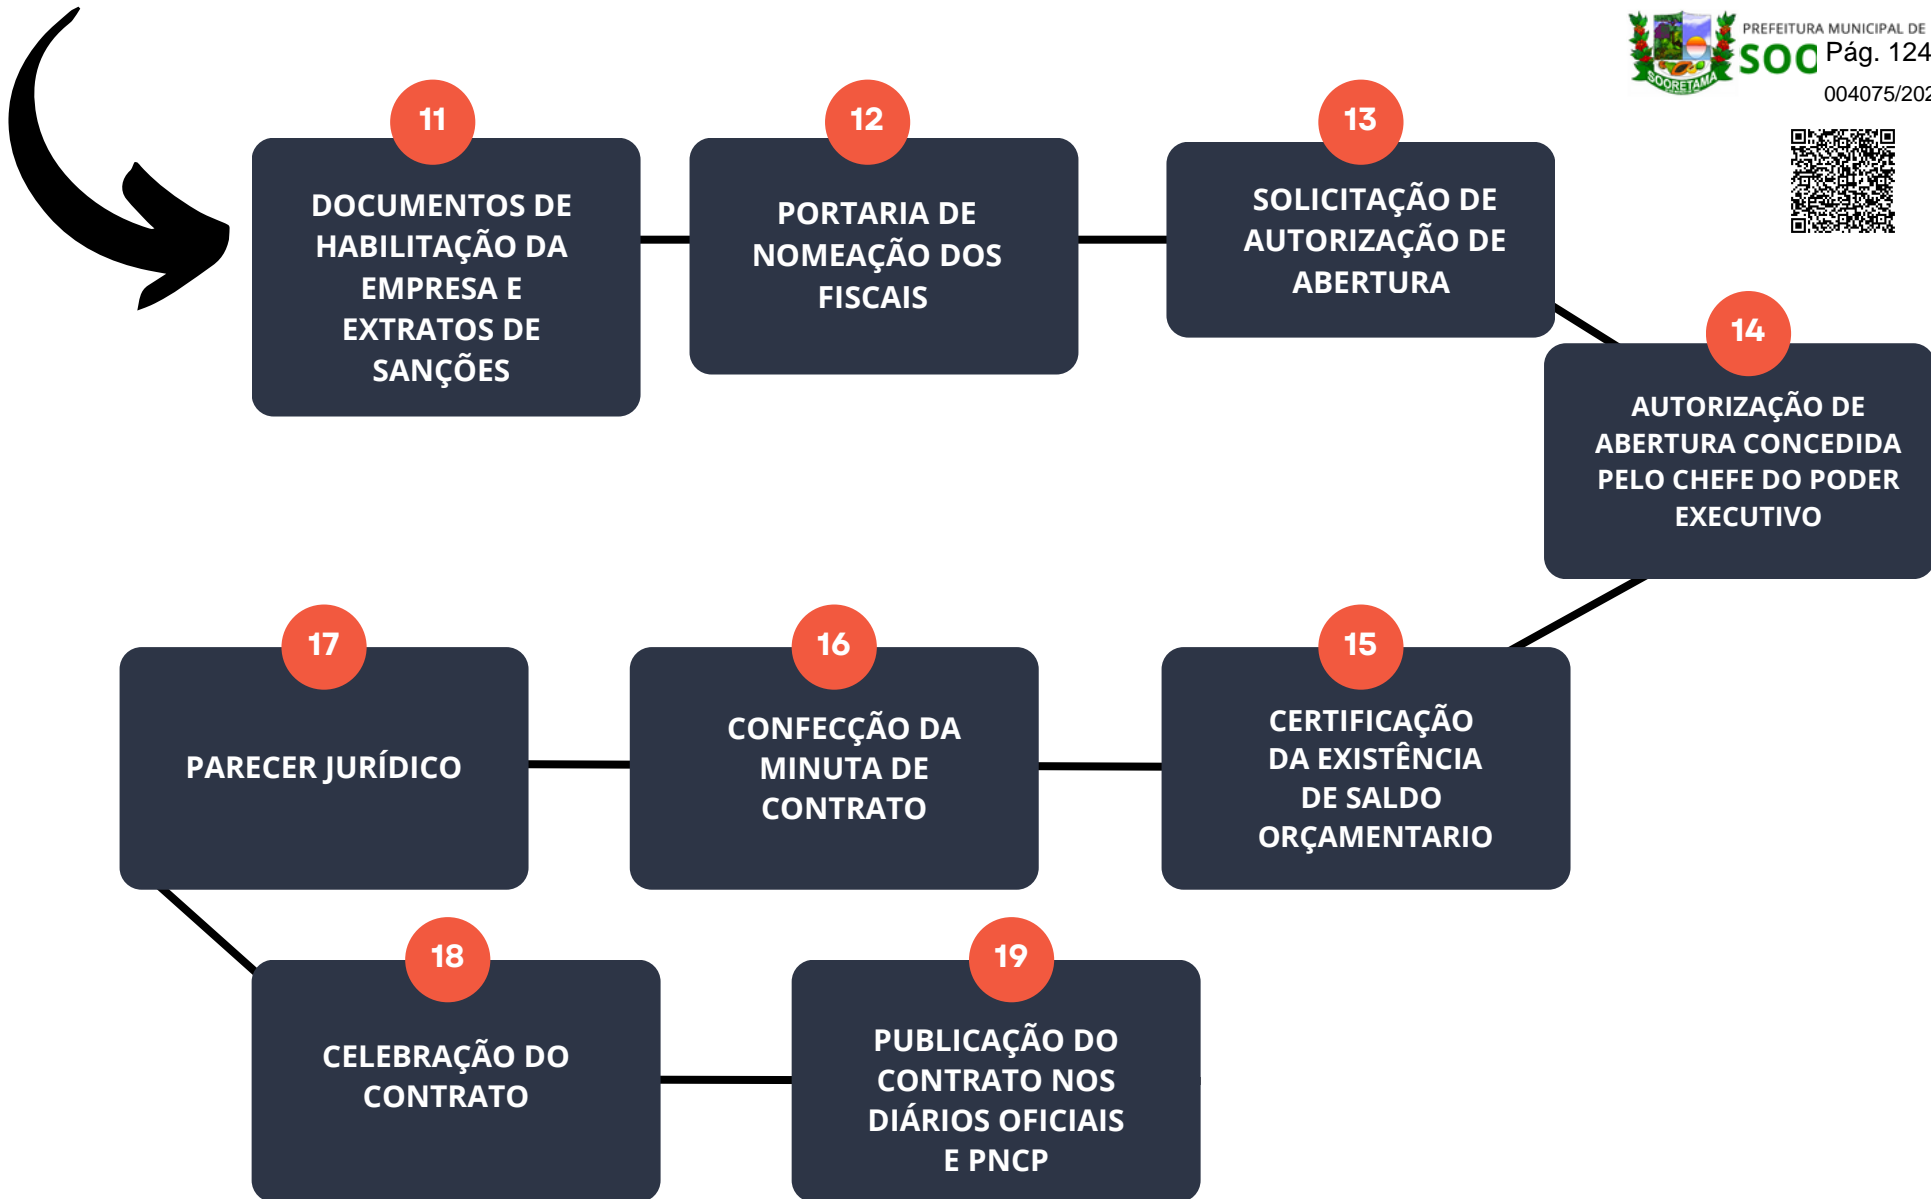 PREFEITURA MUNICIPAL DE
SOO
Pág. 124
004075/202
SOORETAMA
11
DOCUMENTOS DE
HABILITAÇÃO DA
EMPRESA E
EXTRATOS DE
SANÇÕES
12
PORTARIA DE
NOMEAÇÃO DOS
FISCAIS
13
SOLICITAÇÃO DE
AUTORIZAÇÃO DE
ABERTURA
14
AUTORIZAÇÃO DE
ABERTURA CONCEDIDA
PELO CHEFE DO PODER
EXECUTIVO
15
CERTIFICAÇÃO
DA EXISTÊNCIA
DE SALDO
ORÇAMENTARIO
16
CONFECÇÃO DA
MINUTA DE
CONTRATO
17
PARECER JURÍDICO
18
CELEBRAÇÃO DO
CONTRATO
19
PUBLICAÇÃO DO
CONTRATO NOS
DIÁRIOS OFICIAIS
E PNCP